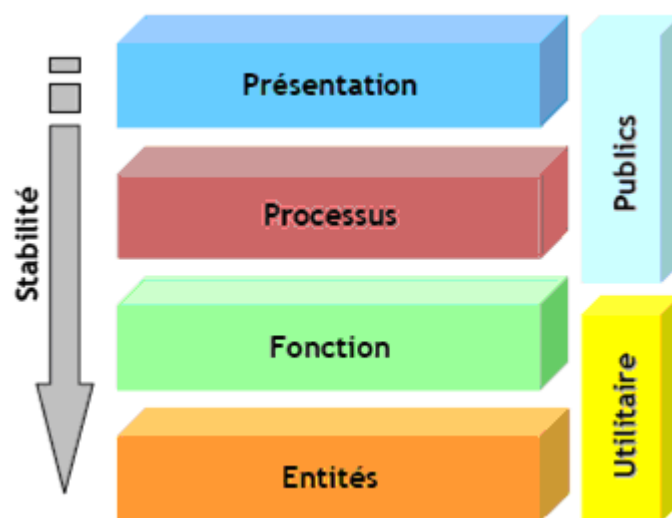 Présentation
Processus
Fonction
Entités
Stabilité
Publics
Utilitaire